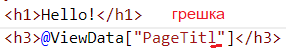 <h1>Hello!</h1> грешка
<h3>@ViewData["PageTitl"]</h3>